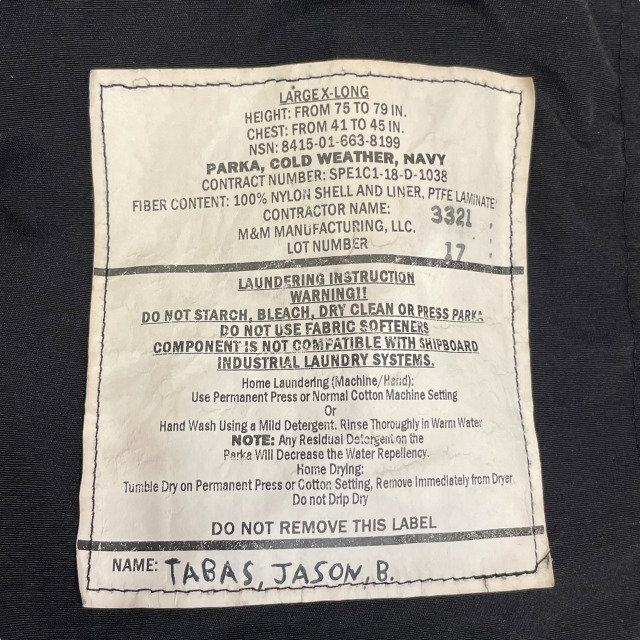 LARGE X-LONG
HEIGHT: FROM 75 TO 79 IN.
CHEST: FROM 41 TO 45 IN.
NSN: 8415-01-663-8199
PARKA, COLD WEATHER, NAVY
CONTRACT NUMBER: SPE1C1-18-D-1038
FIBER CONTENT: 100% NYLON SHELL AND LINER, PTFE LAMINATE
CONTRACTOR NAME: 3321
M&M MANUFACTURING, LLC.
LOT NUMBER 17
LAUNDERING INSTRUCTION
WARNING!!
DO NOT STARCH, BLEACH, DRY CLEAN OR PRESS PARKA
DO NOT USE FABRIC SOFTENERS
COMPONENT IS NOT COMPATIBLE WITH SHIPBOARD
INDUSTRIAL LAUNDRY SYSTEMS.
Home Laundering (Machine/Hand):
Use Permanent Press or Normal Cotton Machine Setting
Or
Hand Wash Using a Mild Detergent. Rinse Thoroughly in Warm Water
NOTE: Any Residual Detergent on the
Parka Will Decrease the Water Repellency.
Home Drying:
Tumble Dry on Permanent Press or Cotton Setting, Remove Immediately from Dryer
Do not Drip Dry
DO NOT REMOVE THIS LABEL
NAME: TABAS, JASON, B.